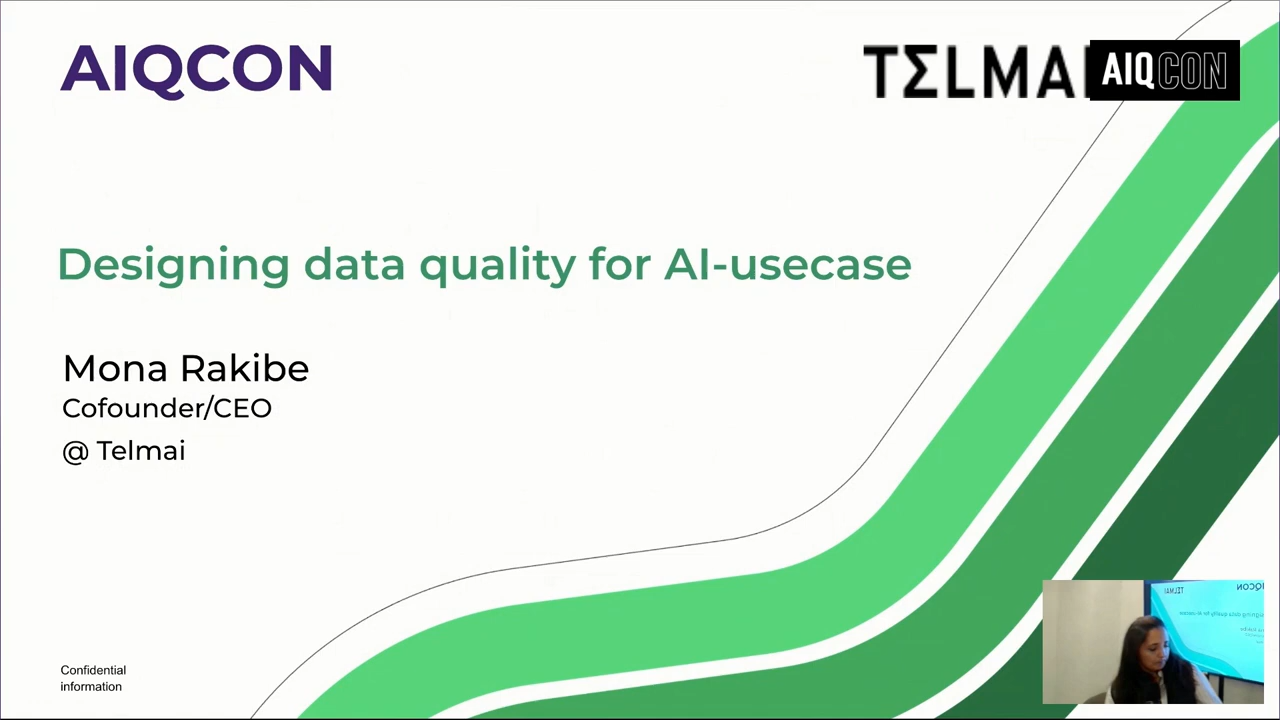 AIQCON
TELMAI
AIQCON
Designing data quality for AI-usecase
Mona Rakibe
Cofounder/CEO
@ Telmai
Confidential
information